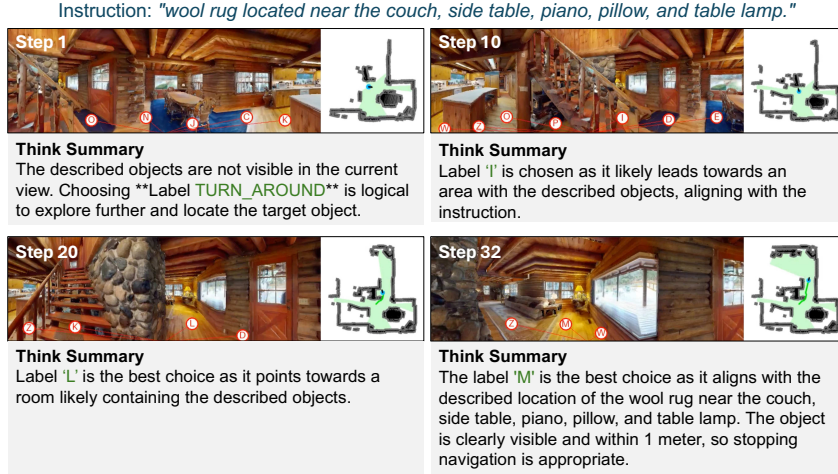 Instruction: "wool rug located near the couch, side table, piano, pillow, and table lamp."
Step 1
O
N
J
C
K
Think Summary
The described objects are not visible in the current
view. Choosing **Label TURN_AROUND** is logical
to explore further and locate the target object.
Step 10
W
Z
O
P
I
D
E
Think Summary
Label 'I' is chosen as it likely leads towards an
area with the described objects, aligning with the
instruction.
Step 20
Z
K
L
D
Think Summary
Label 'L' is the best choice as it points towards a
room likely containing the described objects.
Step 32
Z
M
W
Think Summary
The label 'M' is the best choice as it aligns with the
described location of the wool rug near the couch,
side table, piano, pillow, and table lamp. The object
is clearly visible and within 1 meter, so stopping
navigation is appropriate.